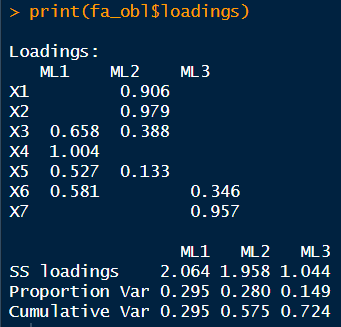 > print(fa_obl$loadings)
Loadings:
ML1 ML2 ML3
X1 0.906
X2 0.979
X3 0.658 0.388
X4 1.004
X5 0.527 0.133
X6 0.581 0.346
X7 0.957
ML1 ML2 ML3
SS loadings 2.064 1.958 1.044
Proportion Var 0.295 0.280 0.149
Cumulative Var 0.295 0.575 0.724